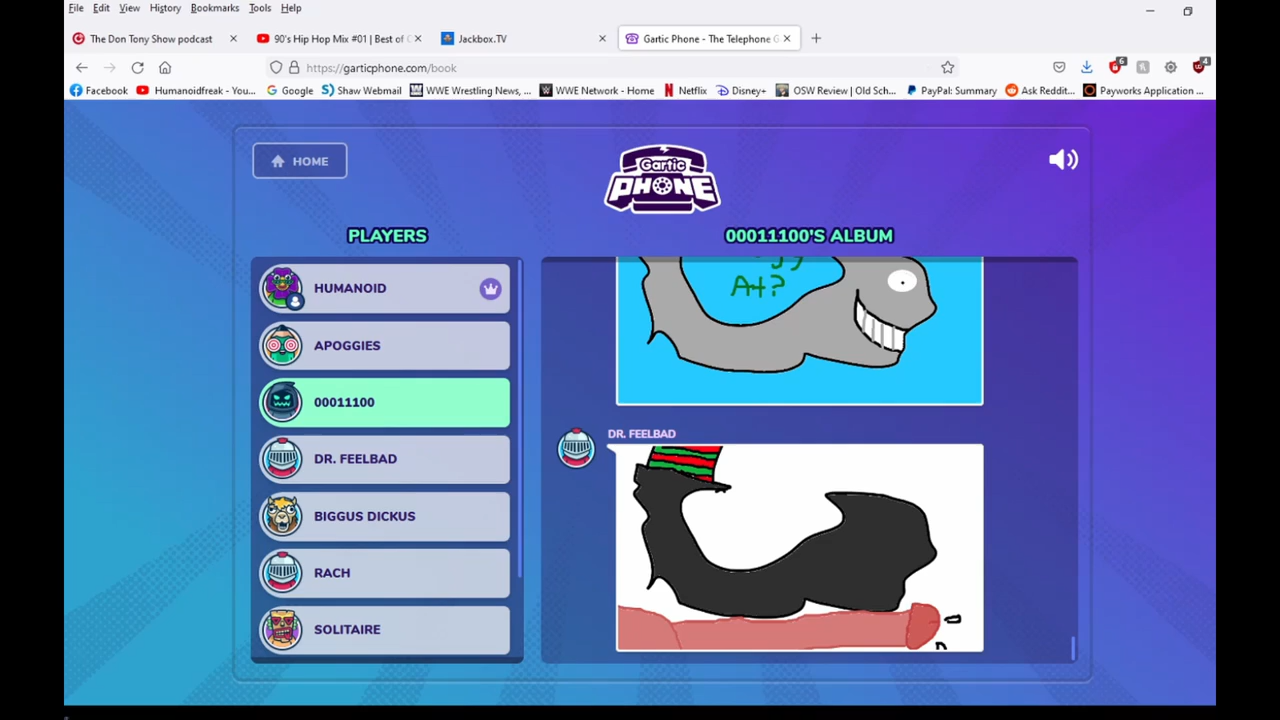 File Edit View History Bookmarks Tools Help
The Don Tony Show podcast
90's Hip Hop Mix #01 | Best of
Jackbox.TV
Gartic Phone - The Telephone G
https://garticphone.com/book
6
4
Facebook
Humanoidfreak - You...
Google
Shaw Webmail
WWE Wrestling News, ...
WWE Network - Home
Netflix
Disney+
OSW Review | Old Sch...
PayPal: Summary
Ask Reddit...
Payworks Application ...
HOME
Gartic
PHONE
PLAYERS
00011100'S ALBUM
HUMANOID
APOGGIES
00011100
DR. FEELBAD
BIGGUS DICKUS
RACH
SOLITAIRE
At?
DR. FEELBAD